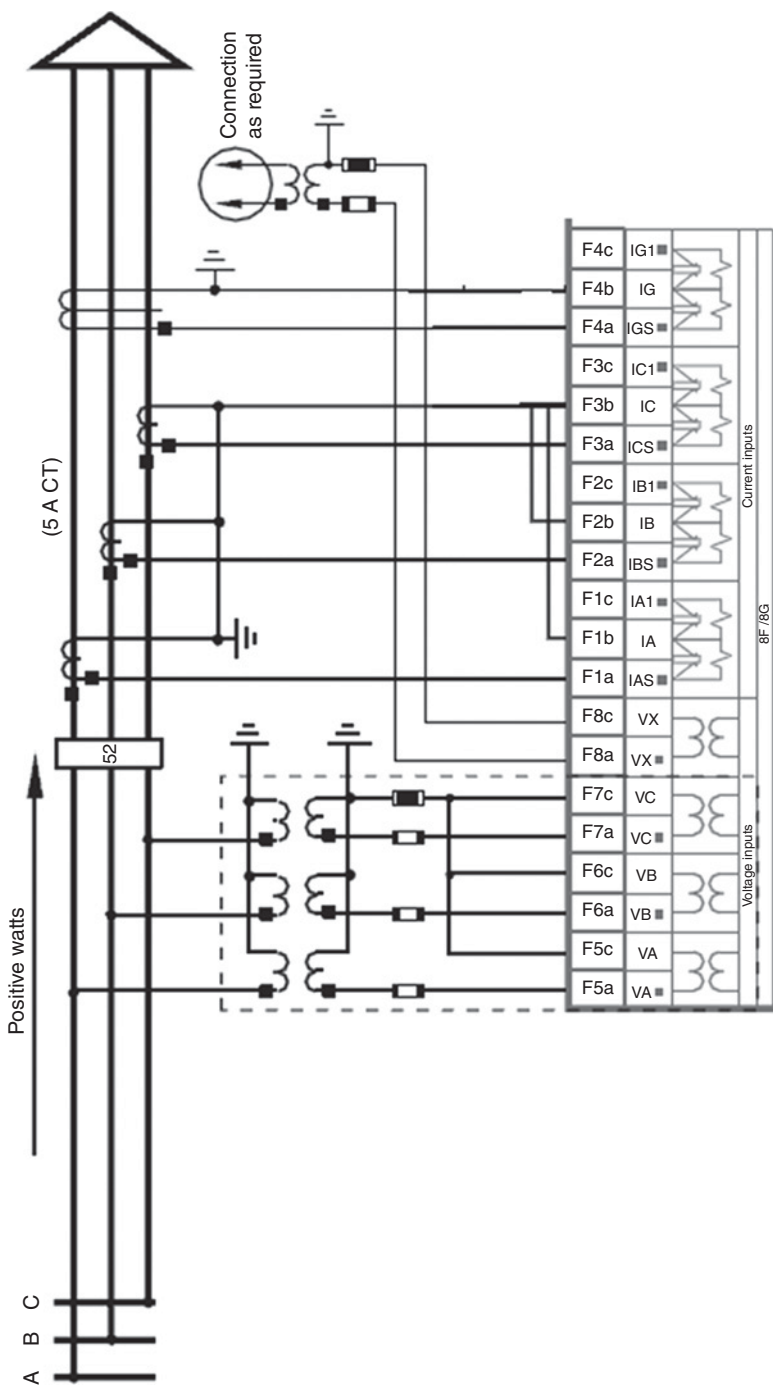 A
B
C
Positive watts
52
(5 A CT)
Connection
as required
F4c IG1
F4b IG
F4a IGS
F3c IC1
F3b IC
F3a ICS
F2c IB1
F2b IB
F2a IBS
F1c IA1
F1b IA
F1a IAS
F8c VX
F8a VX
F7c VC
F7a VC
F6c VB
F6a VB
F5c VA
F5a VA
Current inputs
Voltage inputs
8F/8G